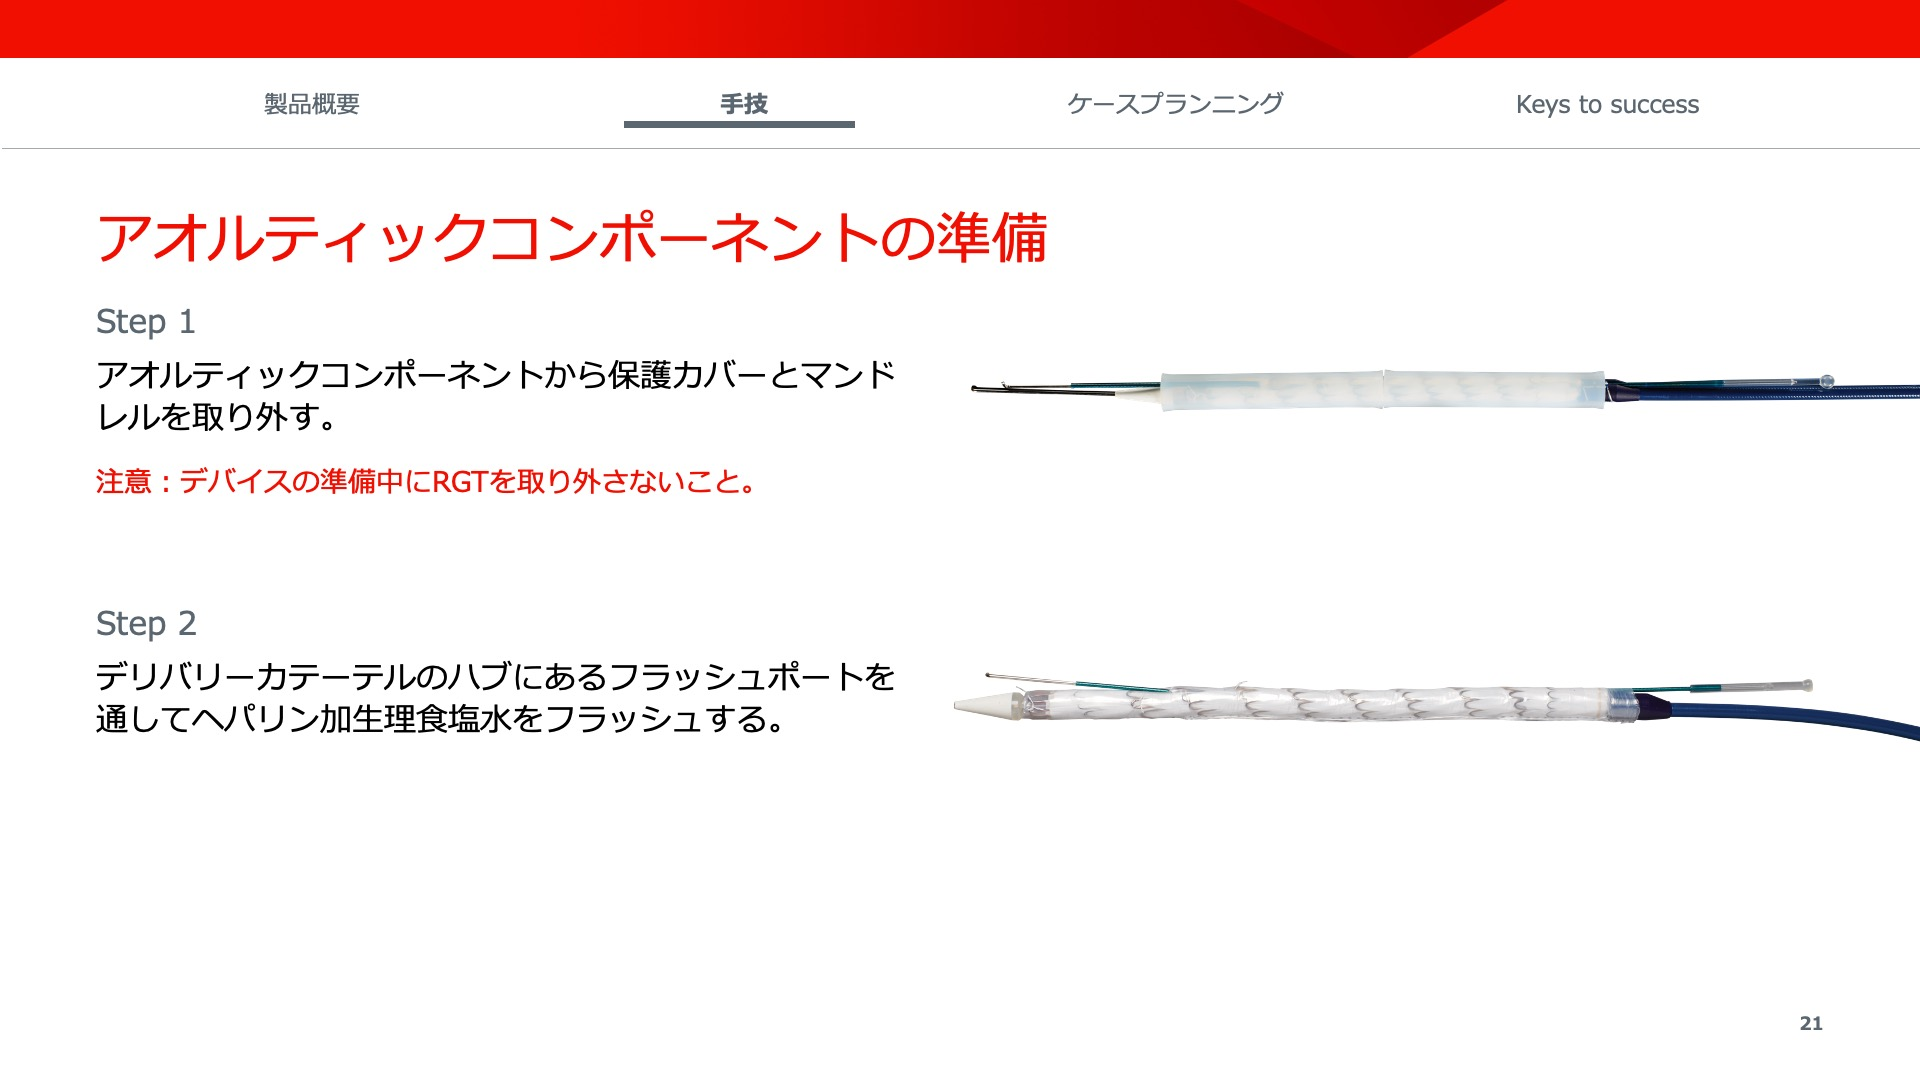 製品概要
手技
ケースプランニング
Keys to success
アオルティックコンポーネントの準備
Step 1
アオルティックコンポーネントから保護カバーとマンド
レルを取り外す。
注意：デバイスの準備中にRGTを取り外さないこと。
Step 2
デリバリーカテーテルのハブにあるフラッシュポートを
通してヘパリン加生理食塩水をフラッシュする。
21